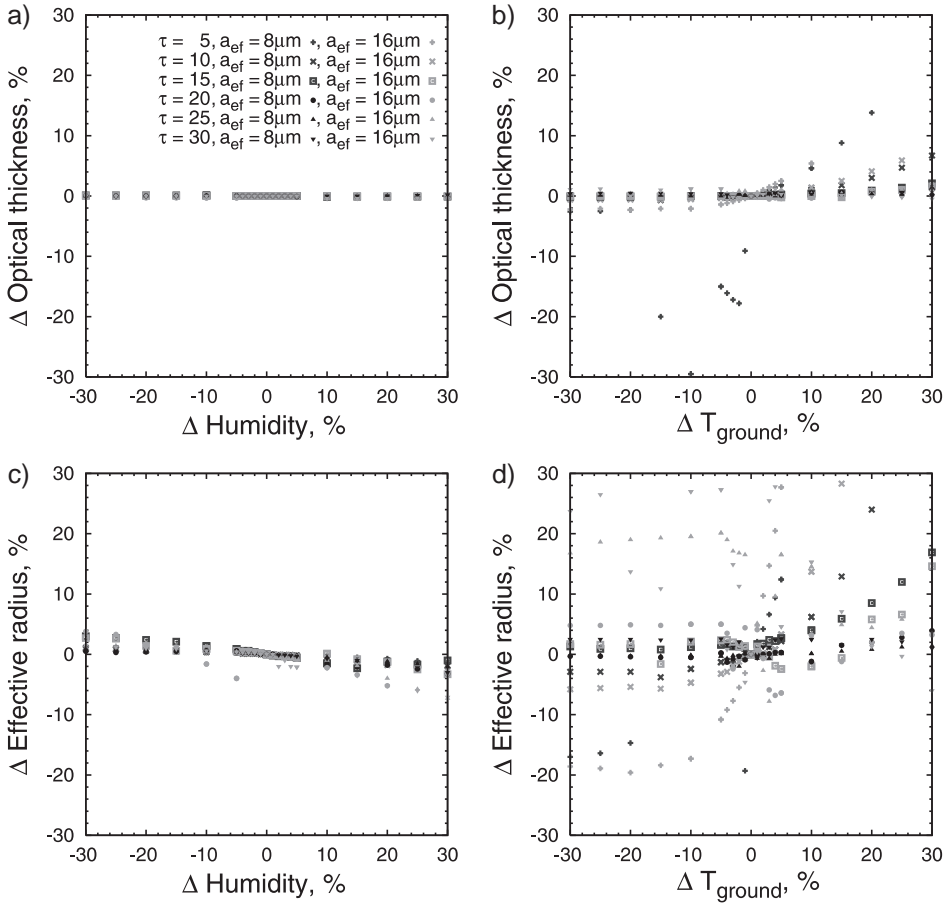 a)
τ = 5, a_ef = 8μm , a_ef = 16μm
τ = 10, a_ef = 8μm , a_ef = 16μm
τ = 15, a_ef = 8μm , a_ef = 16μm
τ = 20, a_ef = 8μm , a_ef = 16μm
τ = 25, a_ef = 8μm , a_ef = 16μm
τ = 30, a_ef = 8μm , a_ef = 16μm
Δ Optical thickness, %
30
20
10
0
-10
-20
-30
-30 -20 -10 0 10 20 30
Δ Humidity, %
b)
Δ Optical thickness, %
30
20
10
0
-10
-20
-30
-30 -20 -10 0 10 20 30
Δ T_ground, %
c)
Δ Effective radius, %
30
20
10
0
-10
-20
-30
-30 -20 -10 0 10 20 30
Δ Humidity, %
d)
Δ Effective radius, %
30
20
10
0
-10
-20
-30
-30 -20 -10 0 10 20 30
Δ T_ground, %